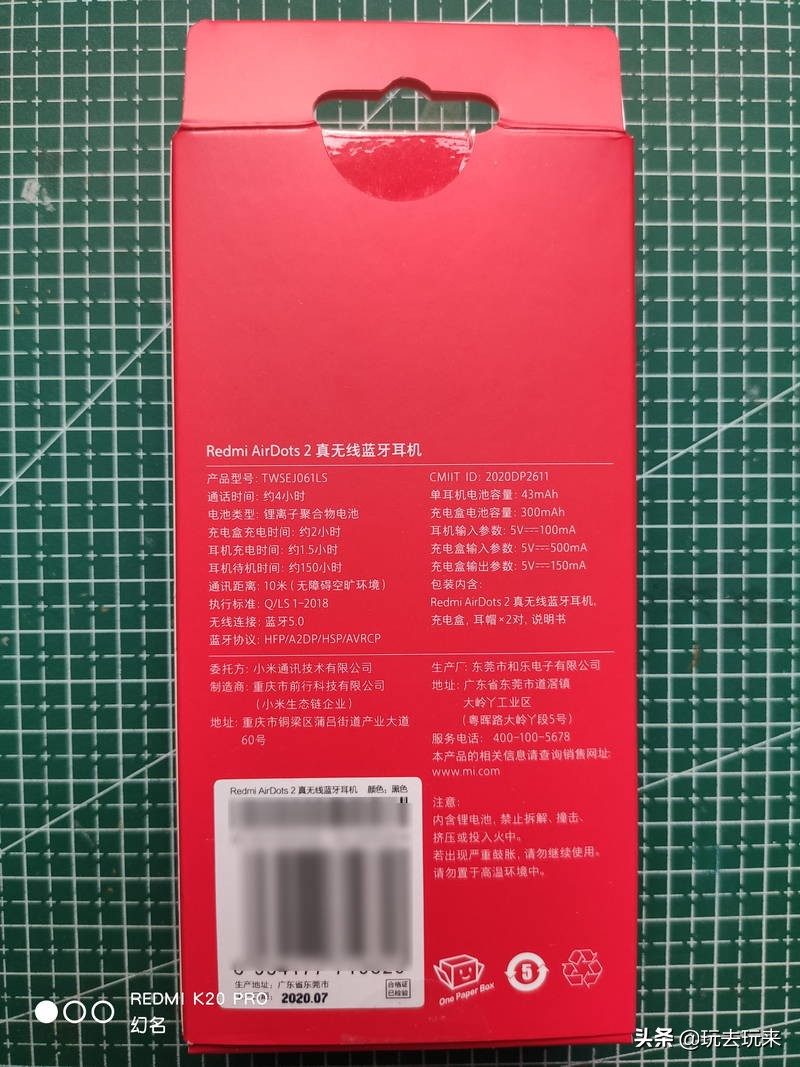 Redmi AirDots 2 真无线蓝牙耳机
产品型号: TWSEJ061LS
通话时间: 约4小时
电池类型: 锂离子聚合物电池
充电盒充电时间: 约2小时
耳机充电时间: 约1.5小时
耳机待机时间: 约150小时
通讯距离: 10米（无障碍空旷环境）
执行标准: Q/LS 1-2018
无线连接: 蓝牙5.0
蓝牙协议: HFP/A2DP/HSP/AVRCP
CMIIT ID: 2020DP2611
单耳机电池容量: 43mAh
充电盒电池容量: 300mAh
耳机输入参数: 5V⎓100mA
充电盒输入参数: 5V⎓500mA
充电盒输出参数: 5V⎓150mA
包装内含:
Redmi AirDots 2 真无线蓝牙耳机,
充电盒, 耳帽×2对, 说明书
委托方: 小米通讯技术有限公司
制造商: 重庆市前行科技有限公司
（小米生态链企业）
地址: 重庆市铜梁区蒲吕街道产业大道
60号
生产厂: 东莞市和乐电子有限公司
地址: 广东省东莞市道滘镇
大岭丫工业区
（粤晖路大岭丫段5号）
服务电话: 400-100-5678
本产品的相关信息请查询销售网址:
www.mi.com
注意:
内含锂电池, 禁止拆解、撞击、
挤压或投入火中。
若出现严重鼓胀, 请勿继续使用。
请勿置于高温环境中。
Redmi AirDots 2 真无线蓝牙耳机 颜色: 黑色
生产地址: 广东省东莞市
2020.07
合格证
已检验
One Paper Box
5
REDMI K20 PRO
幻名
头条 @玩去玩来